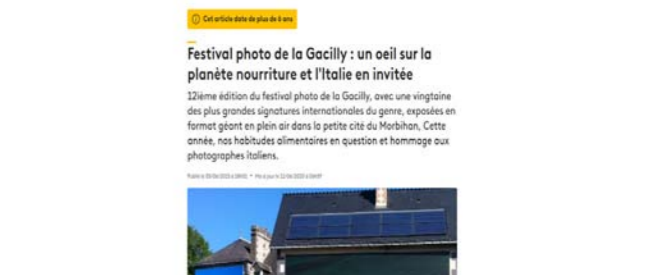 Cet article date de plus de 6 ans
Festival photo de la Gacilly : un oeil sur la
planète nourriture et l'Italie en invitée
12ième édition du festival photo de la Gacilly, avec une vingtaine
des plus grandes signatures internationales du genre, exposées en
format géant en plein air dans la petite cité du Morbihan, Cette
année, nos habitudes alimentaires en question et hommage aux
photographes italiens.